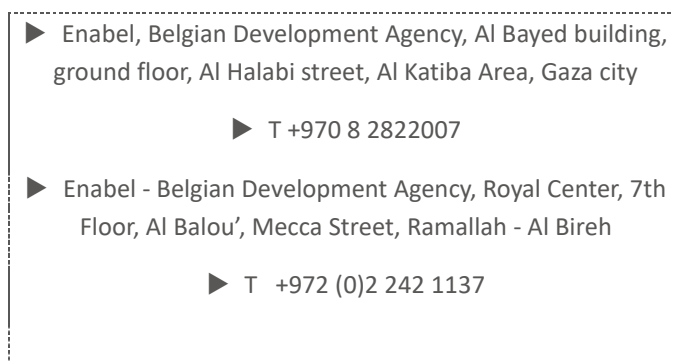 ▶ Enabel, Belgian Development Agency, Al Bayed building,
ground floor, Al Halabi street, Al Katiba Area, Gaza city
▶ T +970 8 2822007
▶ Enabel - Belgian Development Agency, Royal Center, 7th
Floor, Al Balou’, Mecca Street, Ramallah - Al Bireh
▶ T +972 (0)2 242 1137